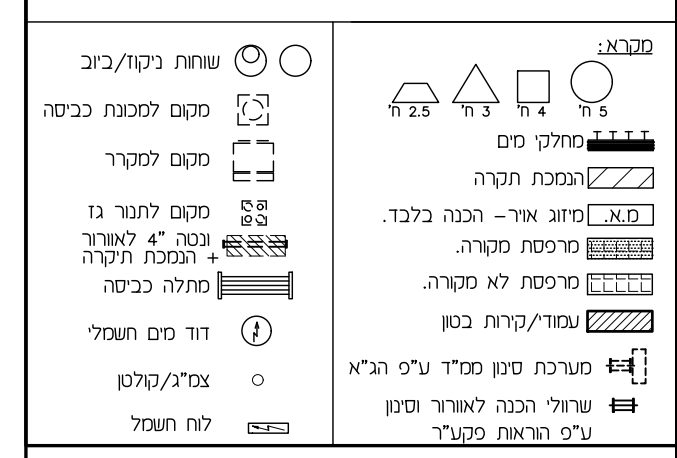 מקרא:
5 ח'
4 ח'
3 ח'
2.5 ח'
מחלקי מים
הנמכת תקרה
מ.א. מיזוג אויר– הכנה בלבד.
מרפסת מקורה.
מרפסת לא מקורה.
עמודי/קירות בטון
מערכת סינון ממ"ד ע"פ הג"א
שרוולי הכנה לאוורור וסינון
ע"פ הוראות פקע"ר
שוחות ניקוז/ביוב
מקום למכונת כביסה
מקום למקרר
מקום לתנור גז
ונטה "4 לאוורור
+ הנמכת תיקרה
מתלה כביסה
דוד מים חשמלי
צמ"ג/קולטן
לוח חשמל